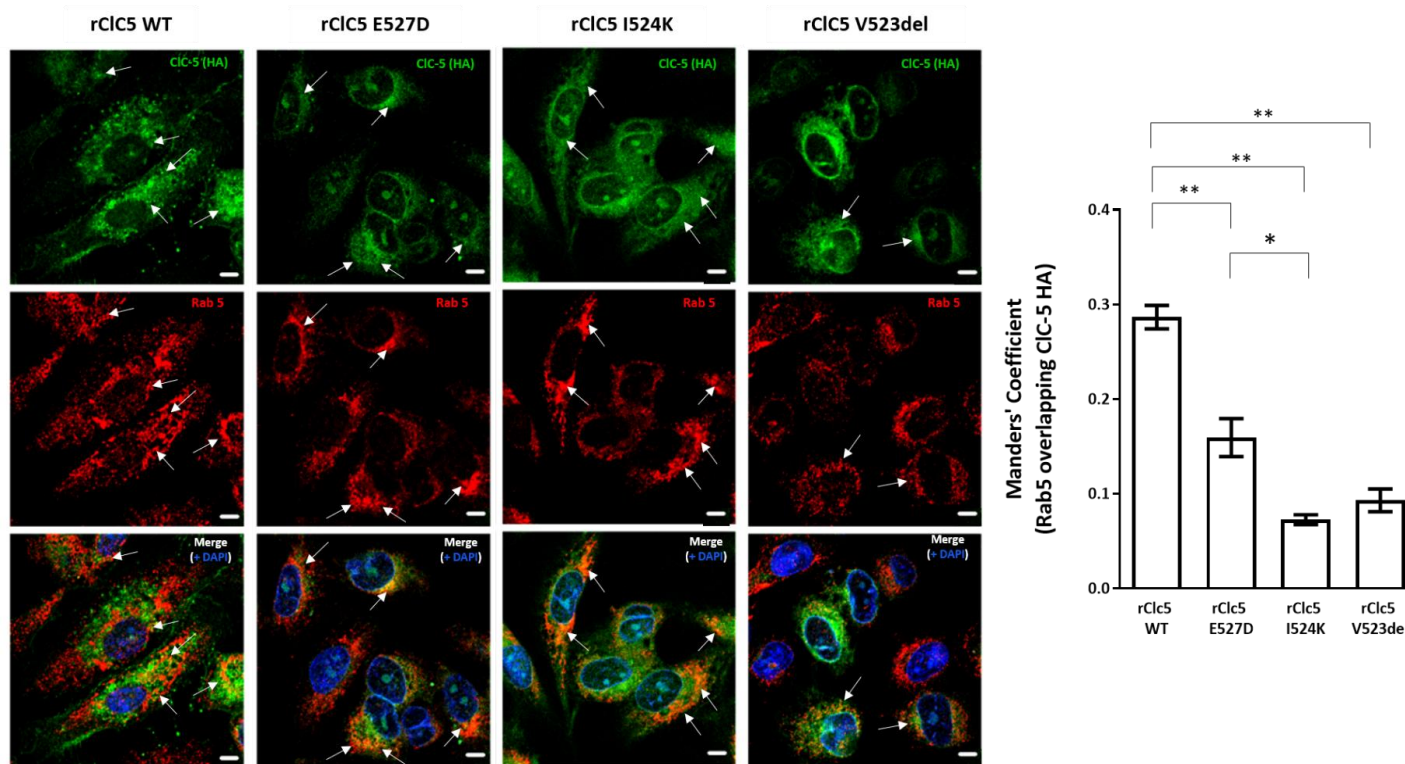 rClC5 WT
rClC5 E527D
rClC5 I524K
rClC5 V523del
ClC-5 (HA)
ClC-5 (HA)
ClC-5 (HA)
ClC-5 (HA)
Rab 5
Rab 5
Rab 5
Rab 5
Merge
(+ DAPI)
Merge
(+ DAPI)
Merge
(+ DAPI)
Merge
(+ DAPI)
**
**
**
*
Manders' Coefficient
(Rab5 overlapping ClC-5 HA)
0.4
0.3
0.2
0.1
0.0
rClc5
WT
rClc5
E527D
rClc5
I524K
rClc5
V523de